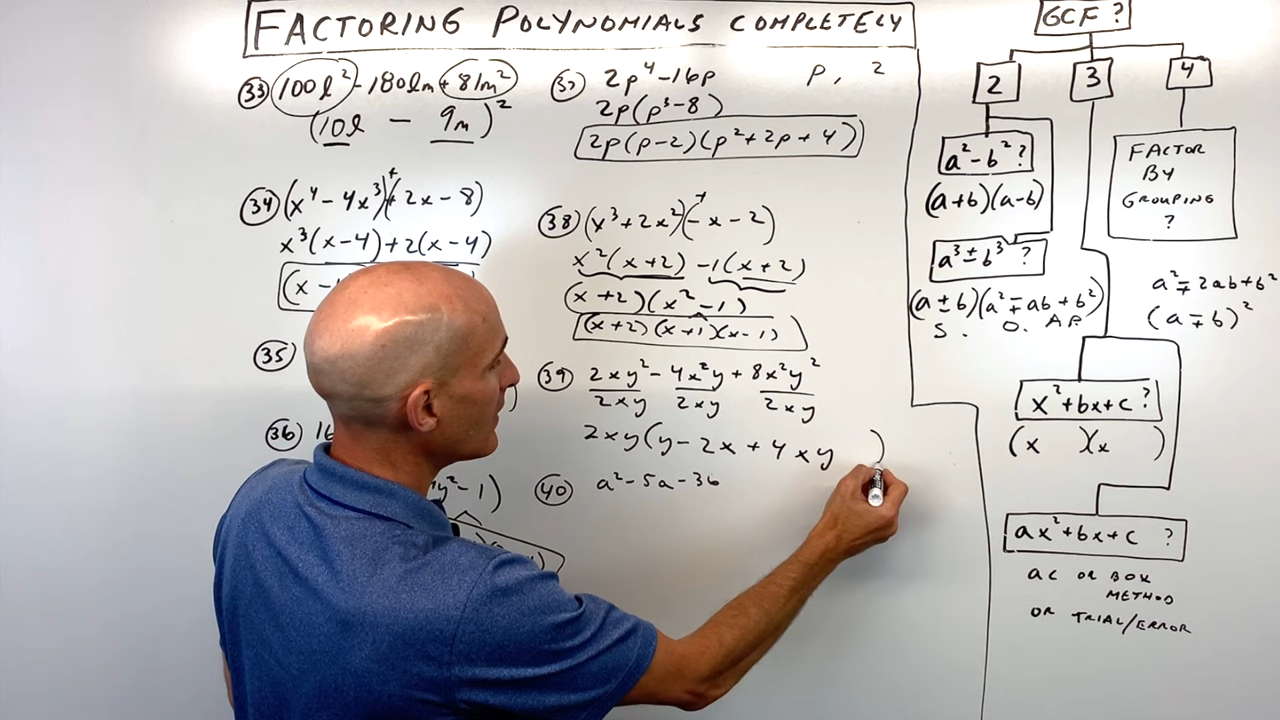 FACTORING POLYNOMIALS COMPLETELY
33 100l² - 180lm + 81m²
(10l - 9m)²
34 (x⁴ - 4x³)+(+2x - 8)
x³(x-4)+2(x-4)
(x -
35
36 16
y² - 1)
37 2p⁴ - 16p
p, 2
2p(p³ - 8)
2p(p-2)(p² + 2p + 4)
38 (x³ + 2x²)+(-x - 2)
x²(x+2) -1(x+2)
(x+2)(x² - 1)
(x+2)(x+1)(x-1)
39 2xy² - 4x²y + 8x²y²
2xy 2xy 2xy
2xy(y - 2x + 4xy )
40 a² - 5a - 36
GCF ?
2 3 4
a² - b² ?
(a+b)(a-b)
a³ ± b³ ?
(a ± b)(a² ∓ ab + b²)
S. O. A.P.
FACTOR
BY
GROUPING
?
a² ∓ 2ab + b²
(a ∓ b)²
x² + bx + c ?
(x )(x )
ax² + bx + c ?
AC OR BOX
METHOD
OR TRIAL/ERROR